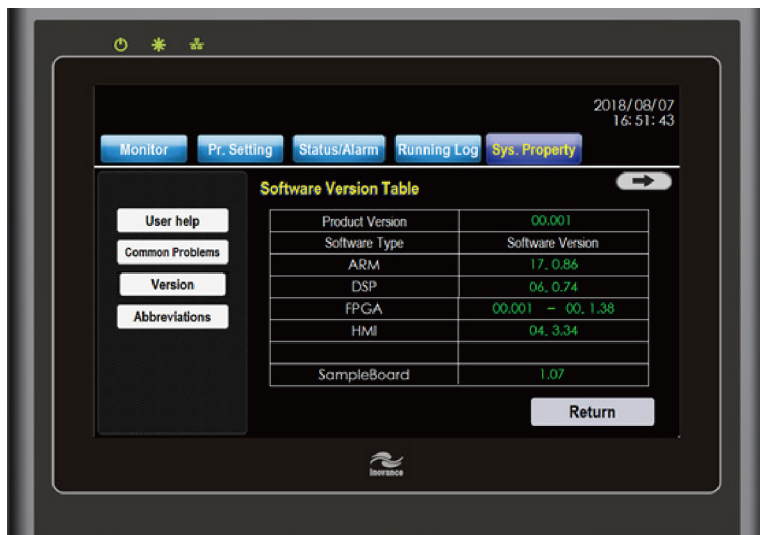 2018/08/07
16:51:43
Monitor Pr. Setting Status/Alarm Running Log Sys. Property
Software Version Table
User help
Common Problems
Version
Abbreviations
Product Version 00.001
Software Type Software Version
ARM 17. 0.86
DSP 06. 0.74
FPGA 00.001 – 00. 1.38
HMI 04. 3.34
SampleBoard 1.07
Return
Inovance